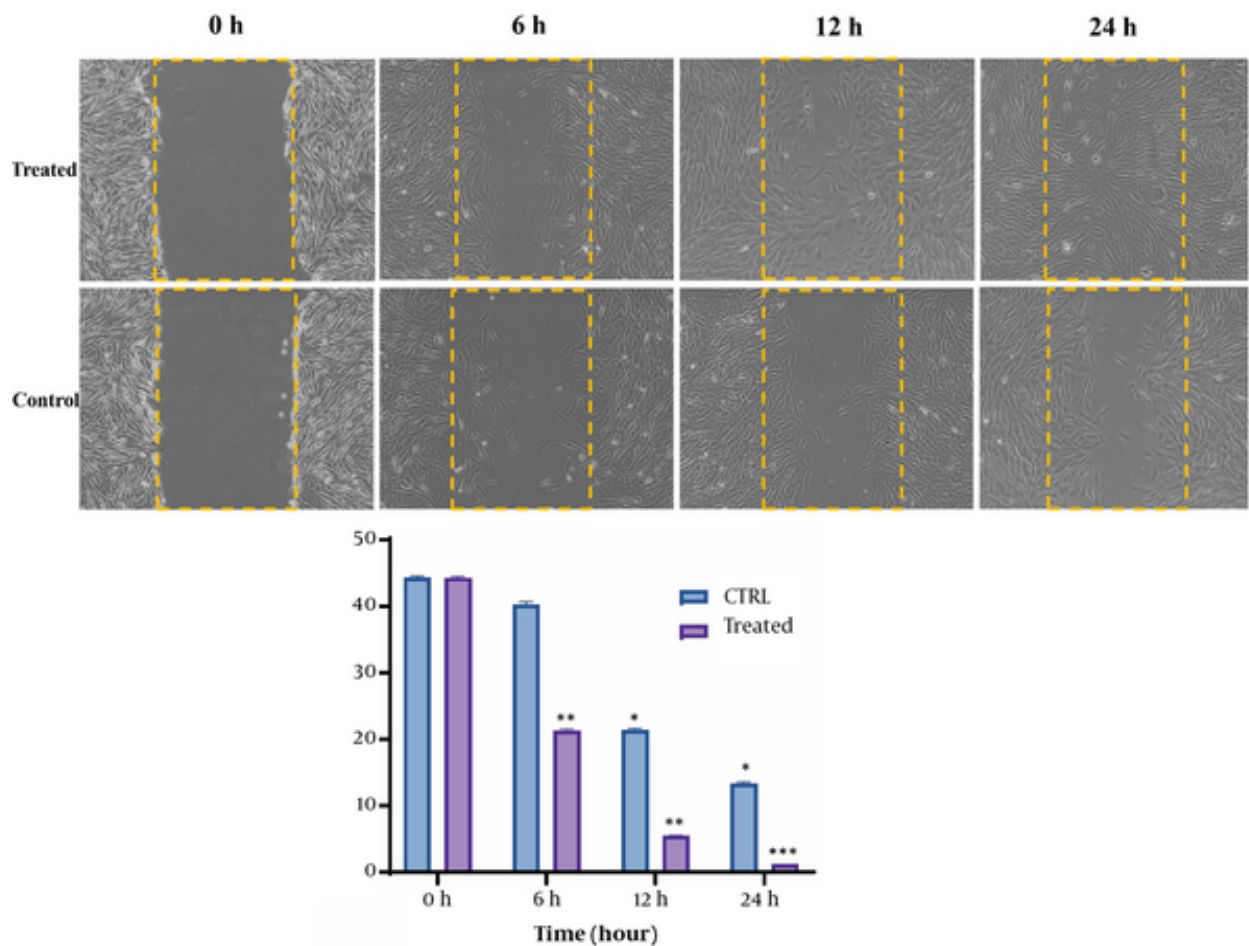 0 h 6 h 12 h 24 h
Treated
Control
50
CTRL
40
Treated
30
** *
20
*
10
**
***
0
0 h 6 h 12 h 24 h
Time (hour)